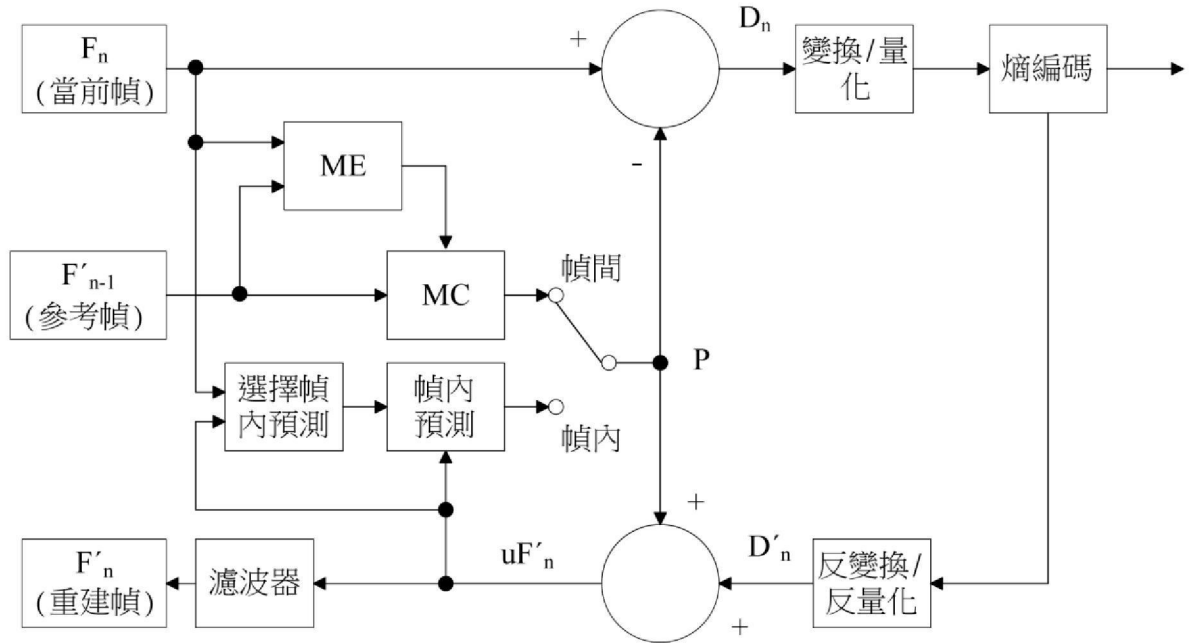 Fn
(當前幀)
+
Dn
變換/量
化
熵編碼
ME
-
F´n-1
(參考幀)
MC
幀間
P
選擇幀
內預測
幀內
預測
幀內
+
F´n
(重建幀)
濾波器
uF´n
D´n
反變換/
反量化
+